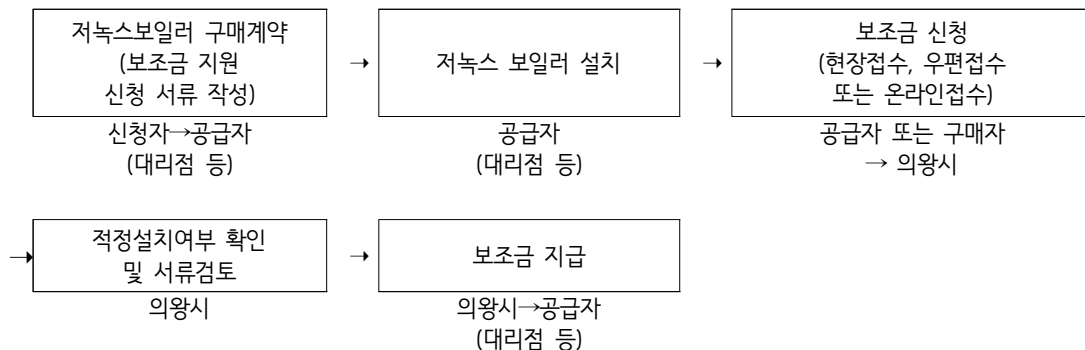 저녹스보일러 구매계약
(보조금 지원
신청 서류 작성)
신청자→공급자
(대리점 등)
→
저녹스 보일러 설치
공급자
(대리점 등)
→
보조금 신청
(현장접수, 우편접수
또는 온라인접수)
공급자 또는 구매자
→ 의왕시
→
적정설치여부 확인
및 서류검토
의왕시
→
보조금 지급
의왕시→공급자
(대리점 등)